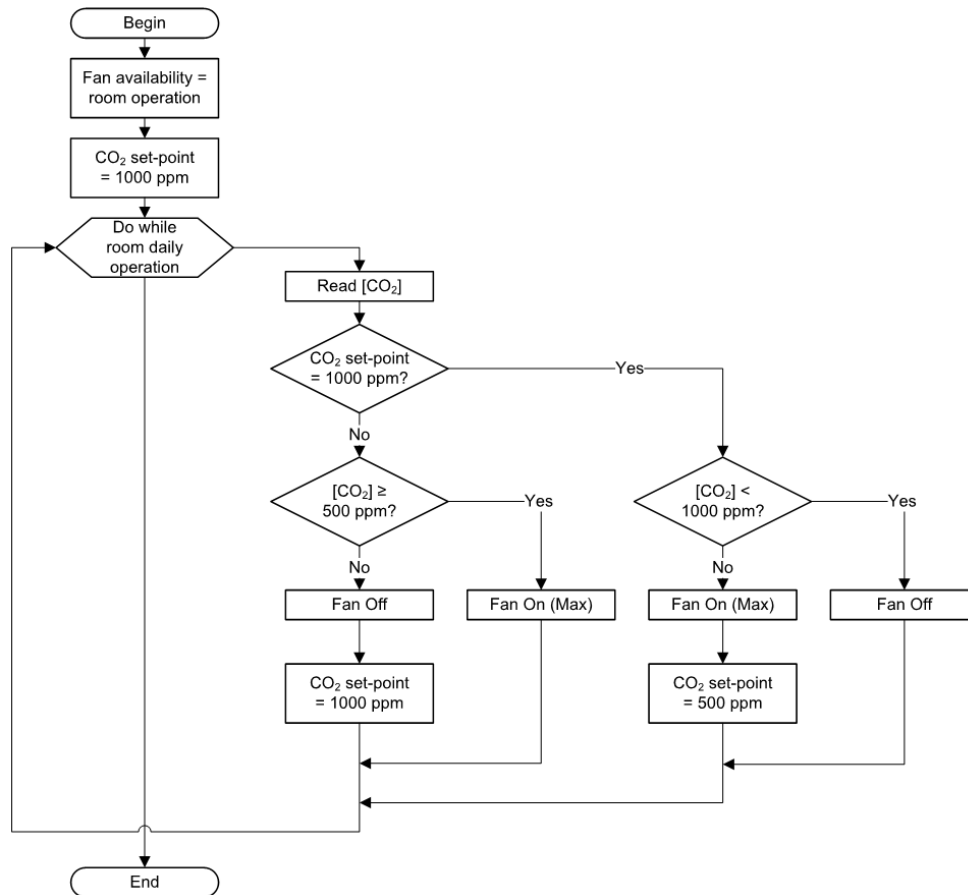 Begin
Fan availability =
room operation
CO₂ set-point
= 1000 ppm
Do while
room daily
operation
Read [CO₂]
CO₂ set-point
= 1000 ppm?
Yes
No
[CO₂] ≥
500 ppm?
Yes
[CO₂] <
1000 ppm?
Yes
No
No
Fan Off
Fan On (Max)
Fan On (Max)
Fan Off
CO₂ set-point
= 1000 ppm
CO₂ set-point
= 500 ppm
End